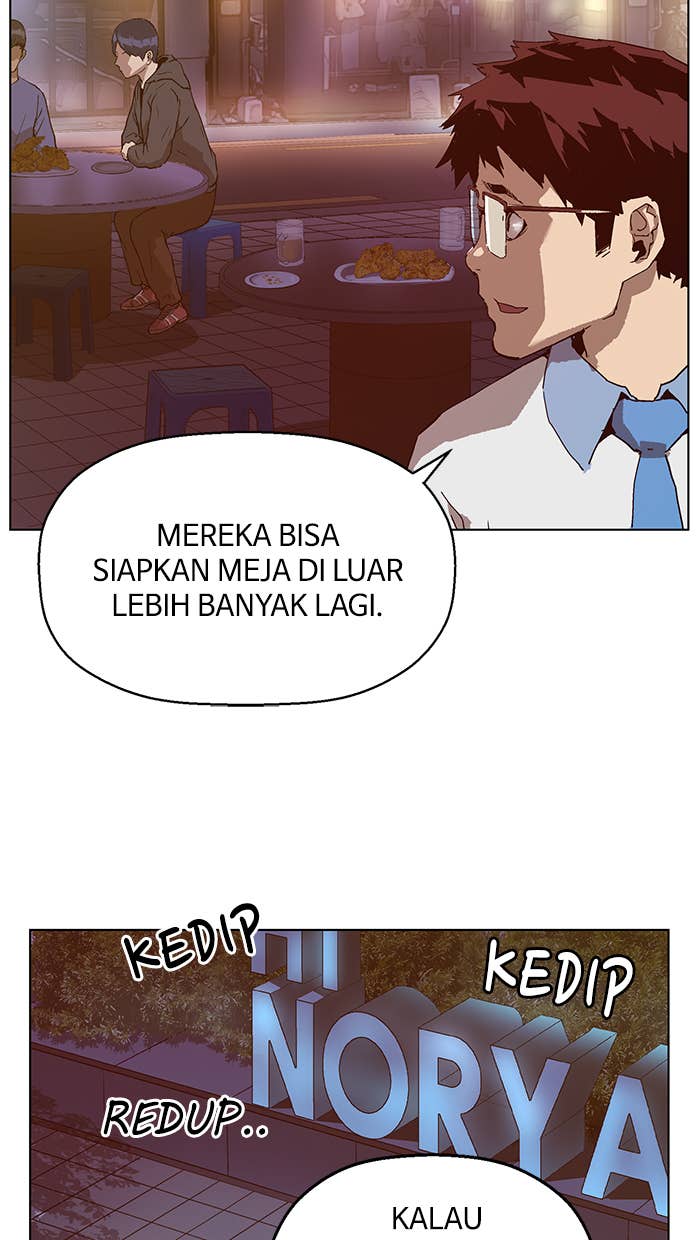 MEREKA BISA
SIAPKAN MEJA DI LUAR
LEBIH BANYAK LAGI.
KEDIP
KEDIP
NORYA
REDUP..
KALAU